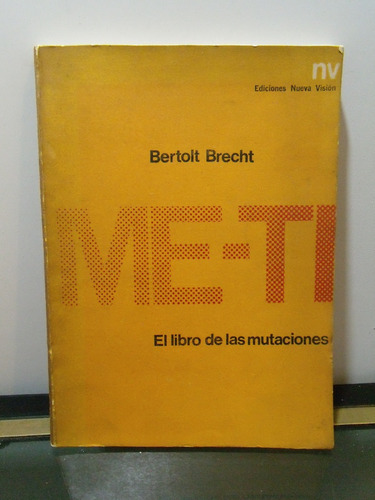 nv
Ediciones Nueva Visión
Bertolt Brecht
ME-TI
El libro de las mutaciones